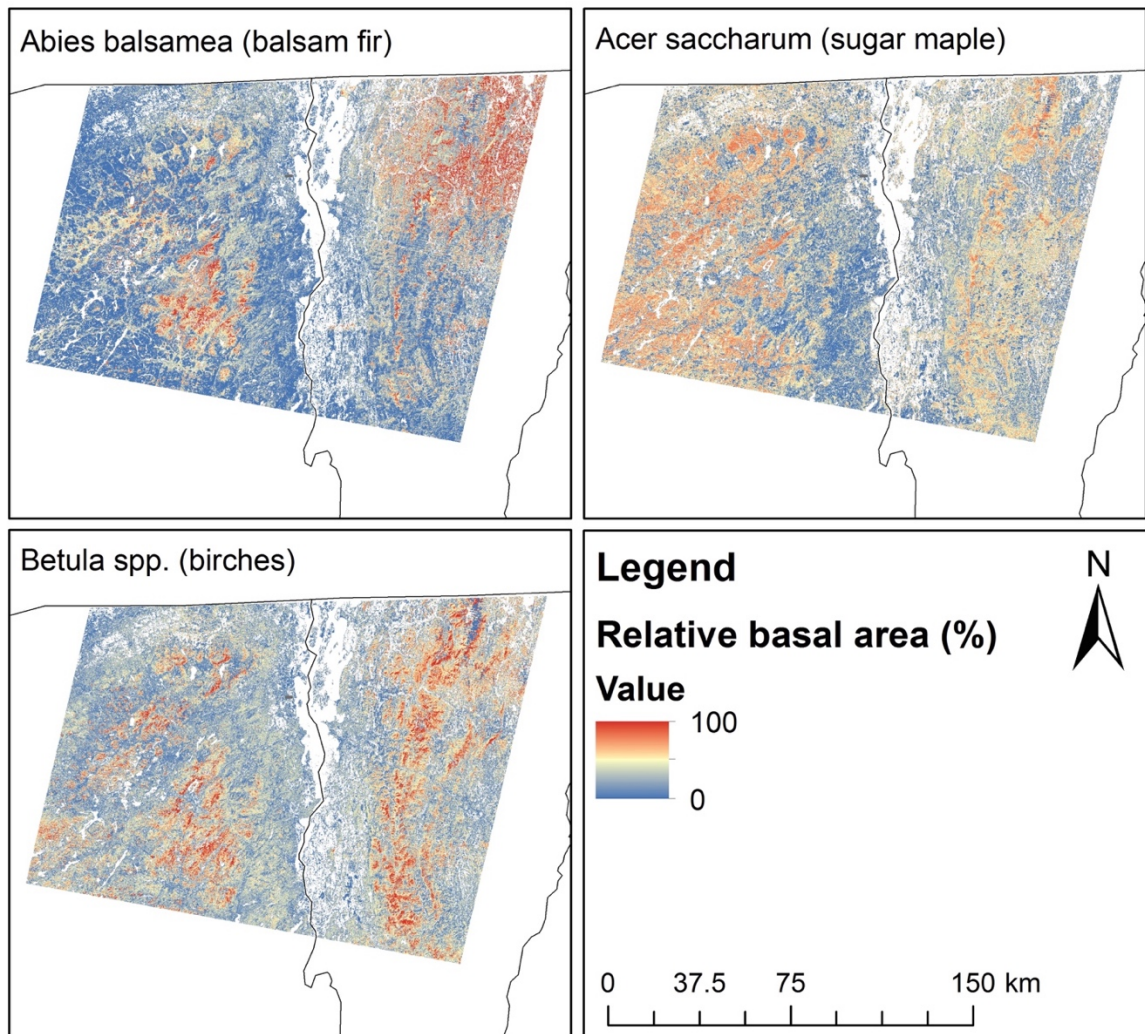 Abies balsamea (balsam fir)
Acer saccharum (sugar maple)
Betula spp. (birches)
Legend
N
Relative basal area (%)
Value
100
0
0 37.5 75 150 km